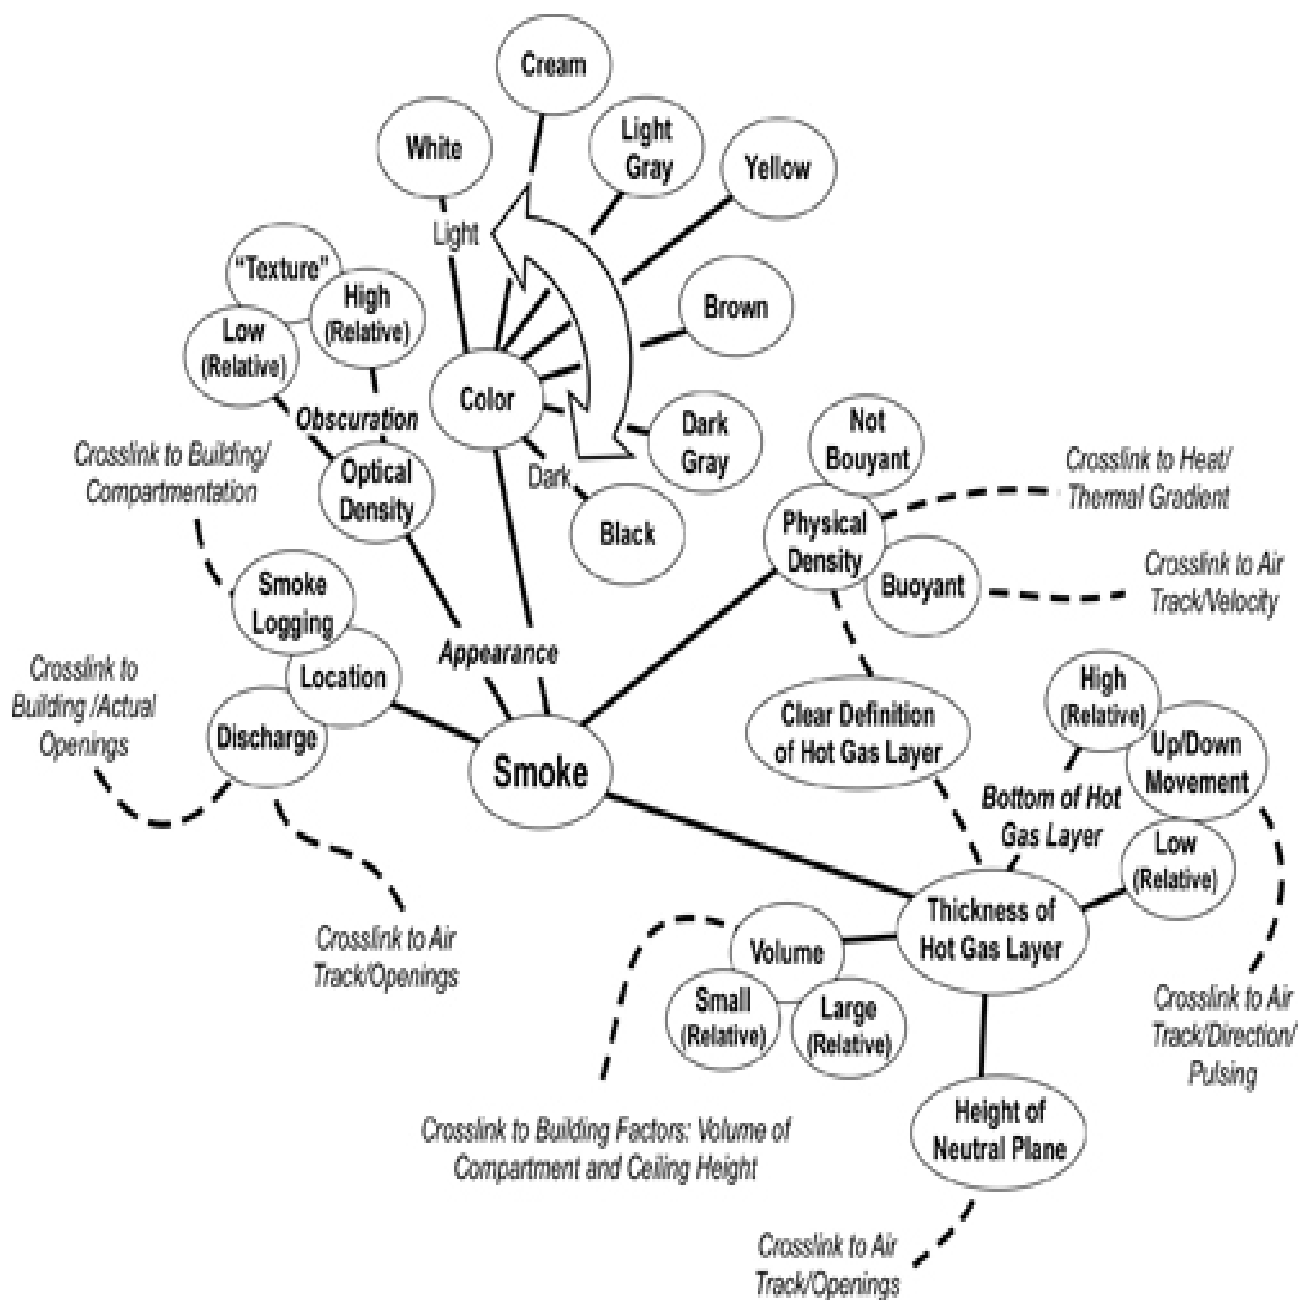 Cream
White
Light
Gray
Yellow
Light
"Texture"
High
(Relative)
Low
(Relative)
Brown
Color
Obscuration
Dark
Gray
Not
Bouyant
Crosslink to Building/
Compartmentation
Optical
Density
Dark
Black
Physical
Density
Crosslink to Heat/
Thermal Gradient
Buoyant
Crosslink to Air
Track/Velocity
Smoke
Logging
Appearance
Location
Crosslink to
Building /Actual
Openings
Discharge
Smoke
Clear Definition
of Hot Gas Layer
High
(Relative)
Up/Down
Movement
Bottom of Hot
Gas Layer
Low
(Relative)
Thickness of
Hot Gas Layer
Crosslink to Air
Track/Openings
Volume
Small
(Relative)
Large
(Relative)
Crosslink to Air
Track/Direction/
Pulsing
Height of
Neutral Plane
Crosslink to Building Factors: Volume of
Compartment and Ceiling Height
Crosslink to Air
Track/Openings